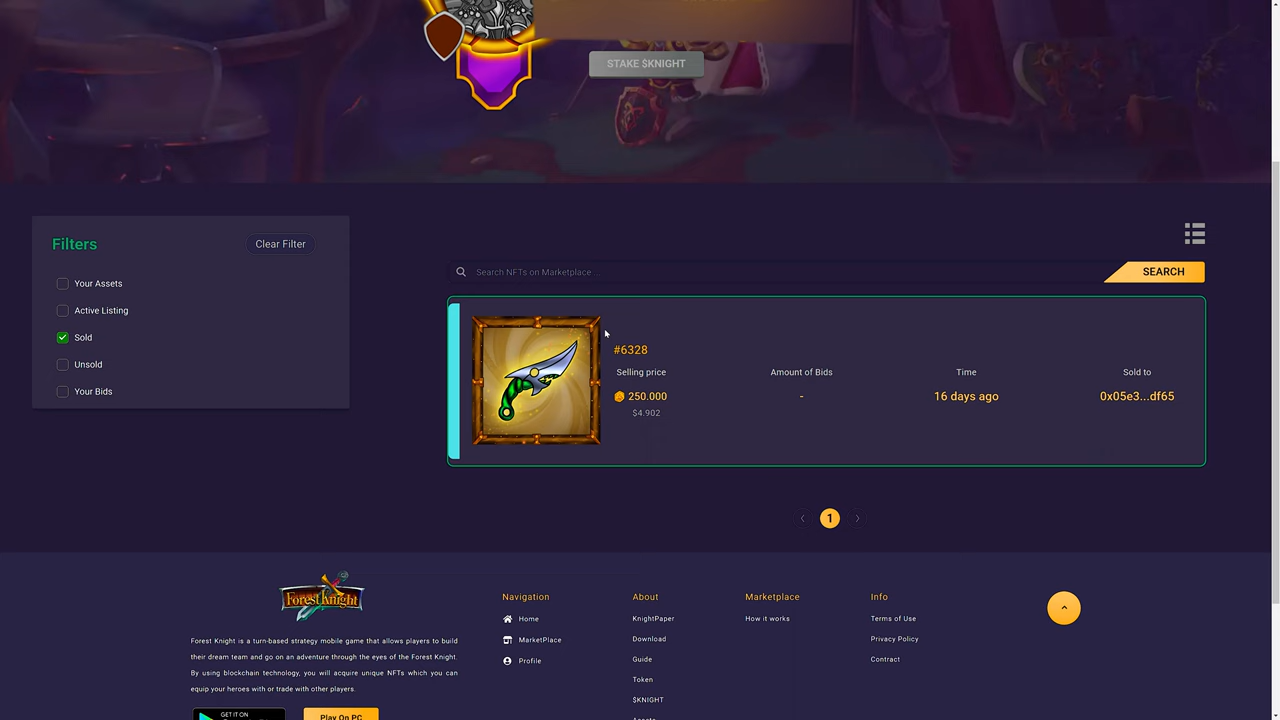 STAKE $KNIGHT
Filters
Clear Filter
Your Assets
Active Listing
Sold
Unsold
Your Bids
Search NFTs on Marketplace ...
SEARCH
#6328
Selling price
Amount of Bids
Time
Sold to
250.000
-
16 days ago
0x05e3...df65
$4.902
1
Forest Knight
Forest Knight is a turn-based strategy mobile game that allows players to build
their dream team and go on an adventure through the eyes of the Forest Knight.
By using blockchain technology, you will acquire unique NFTs which you can
equip your heroes with or trade with other players.
GET IT ON
Play On PC
Navigation
Home
MarketPlace
Profile
About
KnightPaper
Download
Guide
Token
$KNIGHT
Marketplace
How it works
Info
Terms of Use
Privacy Policy
Contract